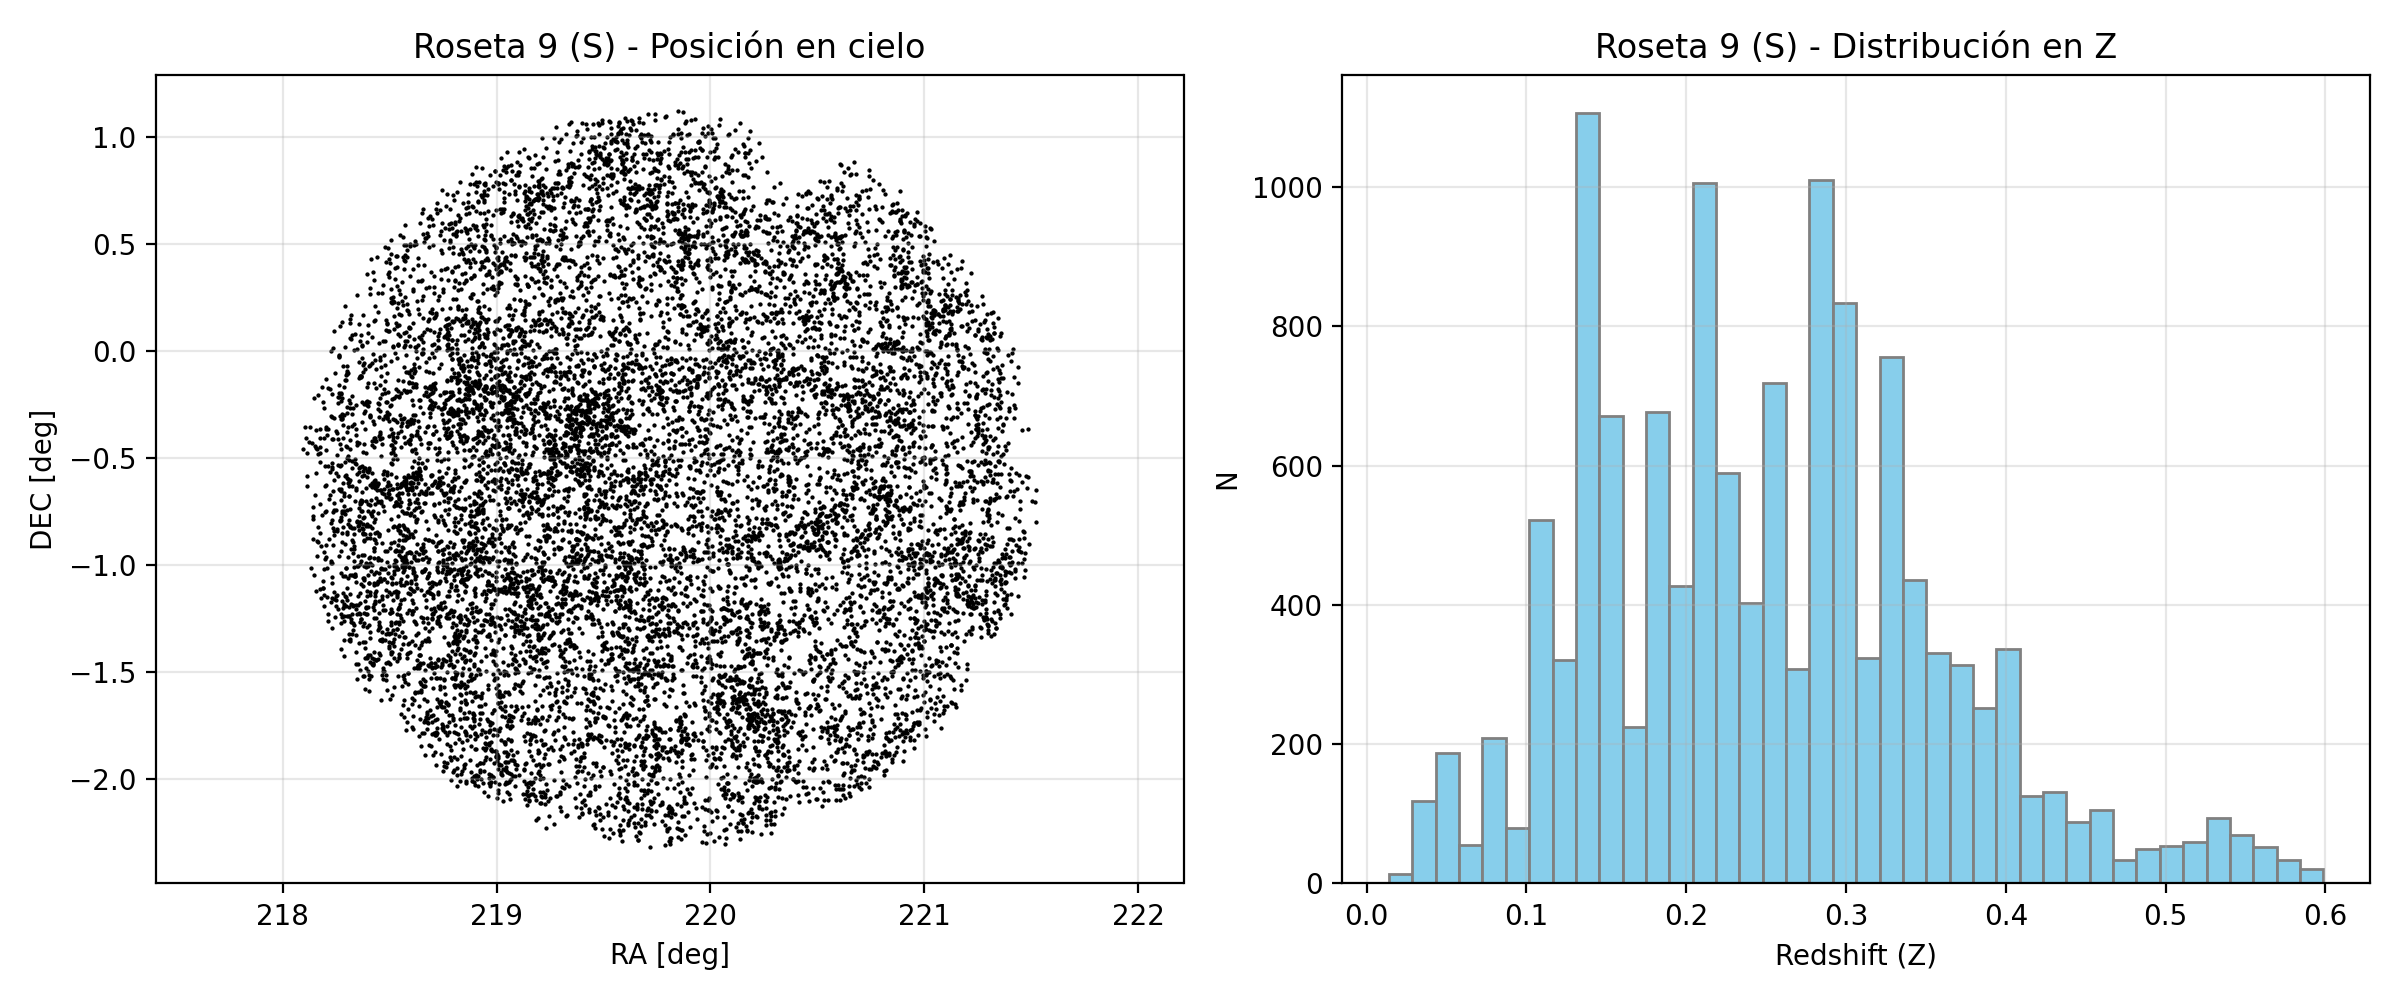 Roseta 9 (S) - Posición en cielo
1.0
0.5
0.0
−0.5
−1.0
−1.5
−2.0
DEC [deg]
218 219 220 221 222
RA [deg]
Roseta 9 (S) - Distribución en Z
1000
800
600
400
200
0
N
0.0 0.1 0.2 0.3 0.4 0.5 0.6
Redshift (Z)